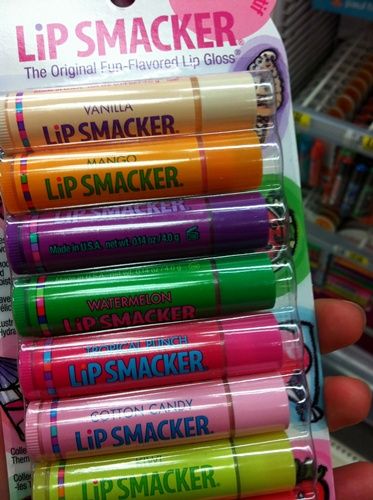 LiP SMACKER®
The Original Fun-Flavored Lip Gloss®
VANILLA
LiP SMACKER®
MANGO
LiP SMACKER®
LiP SMACKER
Made in U.S.A. net wt. 0.14 oz / 4.0 g
WATERMELON
LiP SMACKER
TROPICAL PUNCH
LiP SMACKER®
COTTON CANDY
LiP SMACKER®
KIWI
LiP SMACKER®